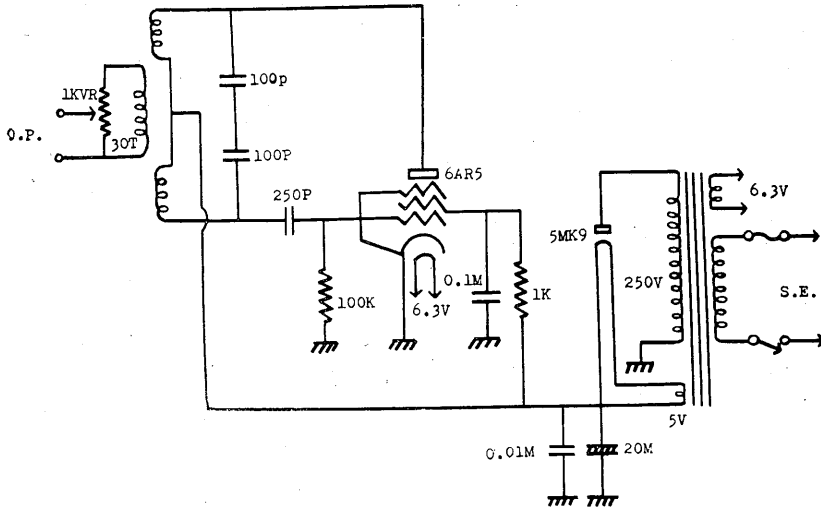 100p
1KVR
O.P.
30T
100P
6AR5
250P
6.3V
5MK9
250V
0.1M
S.E.
100K
6.3V
1K
5V
0.01M
20M